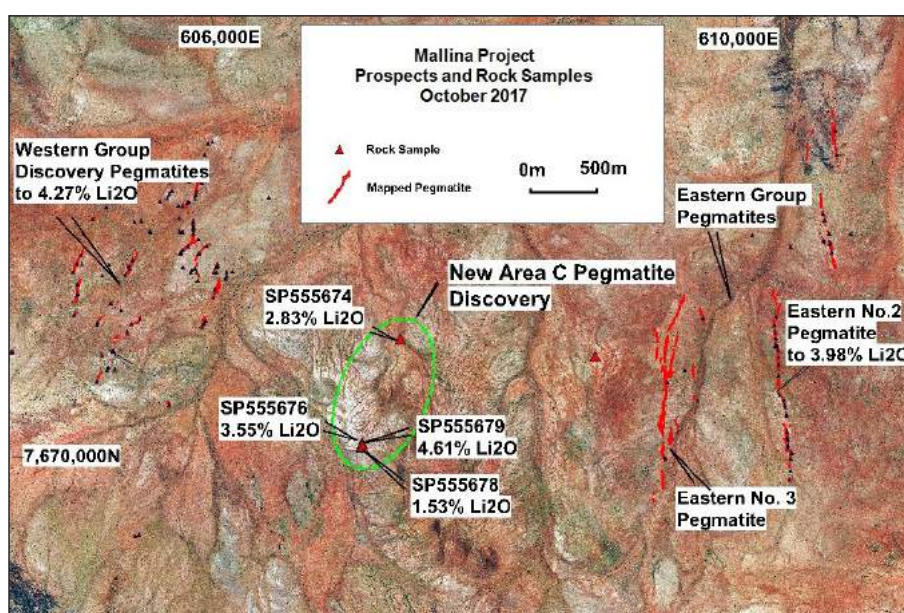 606,000E
610,000E
Mallina Project
Prospects and Rock Samples
October 2017
Rock Sample
Mapped Pegmatite
0m 500m
Western Group
Discovery Pegmatites
to 4.27% Li2O
Eastern Group
Pegmatites
New Area C Pegmatite
Discovery
SP555674
2.83% Li2O
Eastern No.2
Pegmatite
to 3.98% Li2O
SP555676
3.55% Li2O
SP555679
4.61% Li2O
7,670,000N
SP555678
1.53% Li2O
Eastern No. 3
Pegmatite